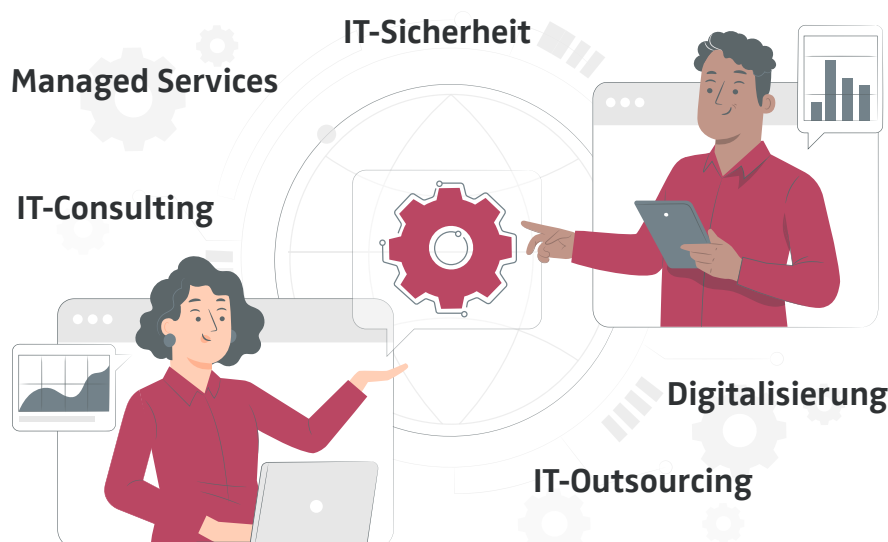 IT-Sicherheit
Managed Services
IT-Consulting
Digitalisierung
IT-Outsourcing